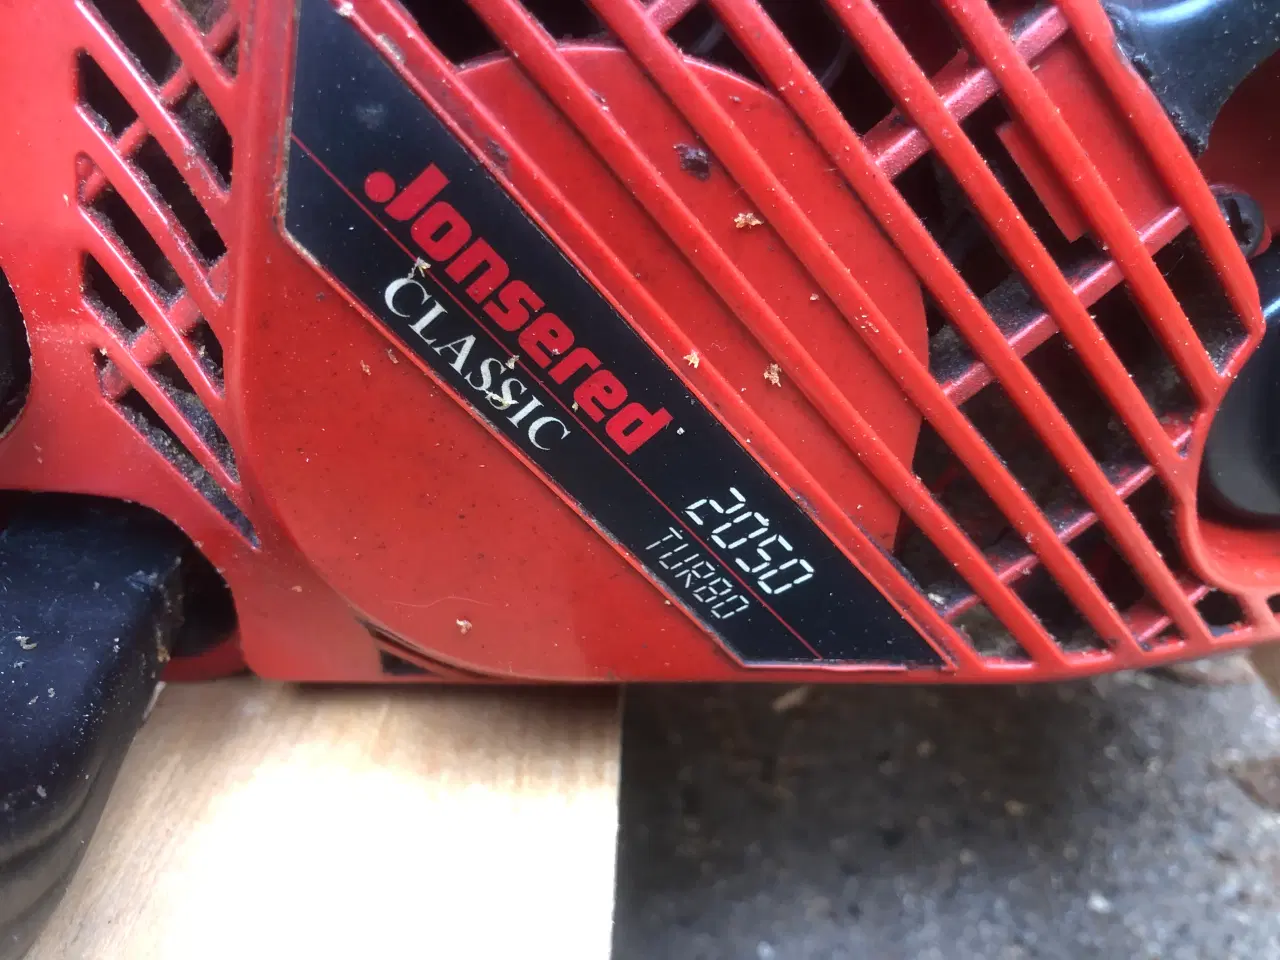 Jonsered
CLASSIC
2050
TURBO